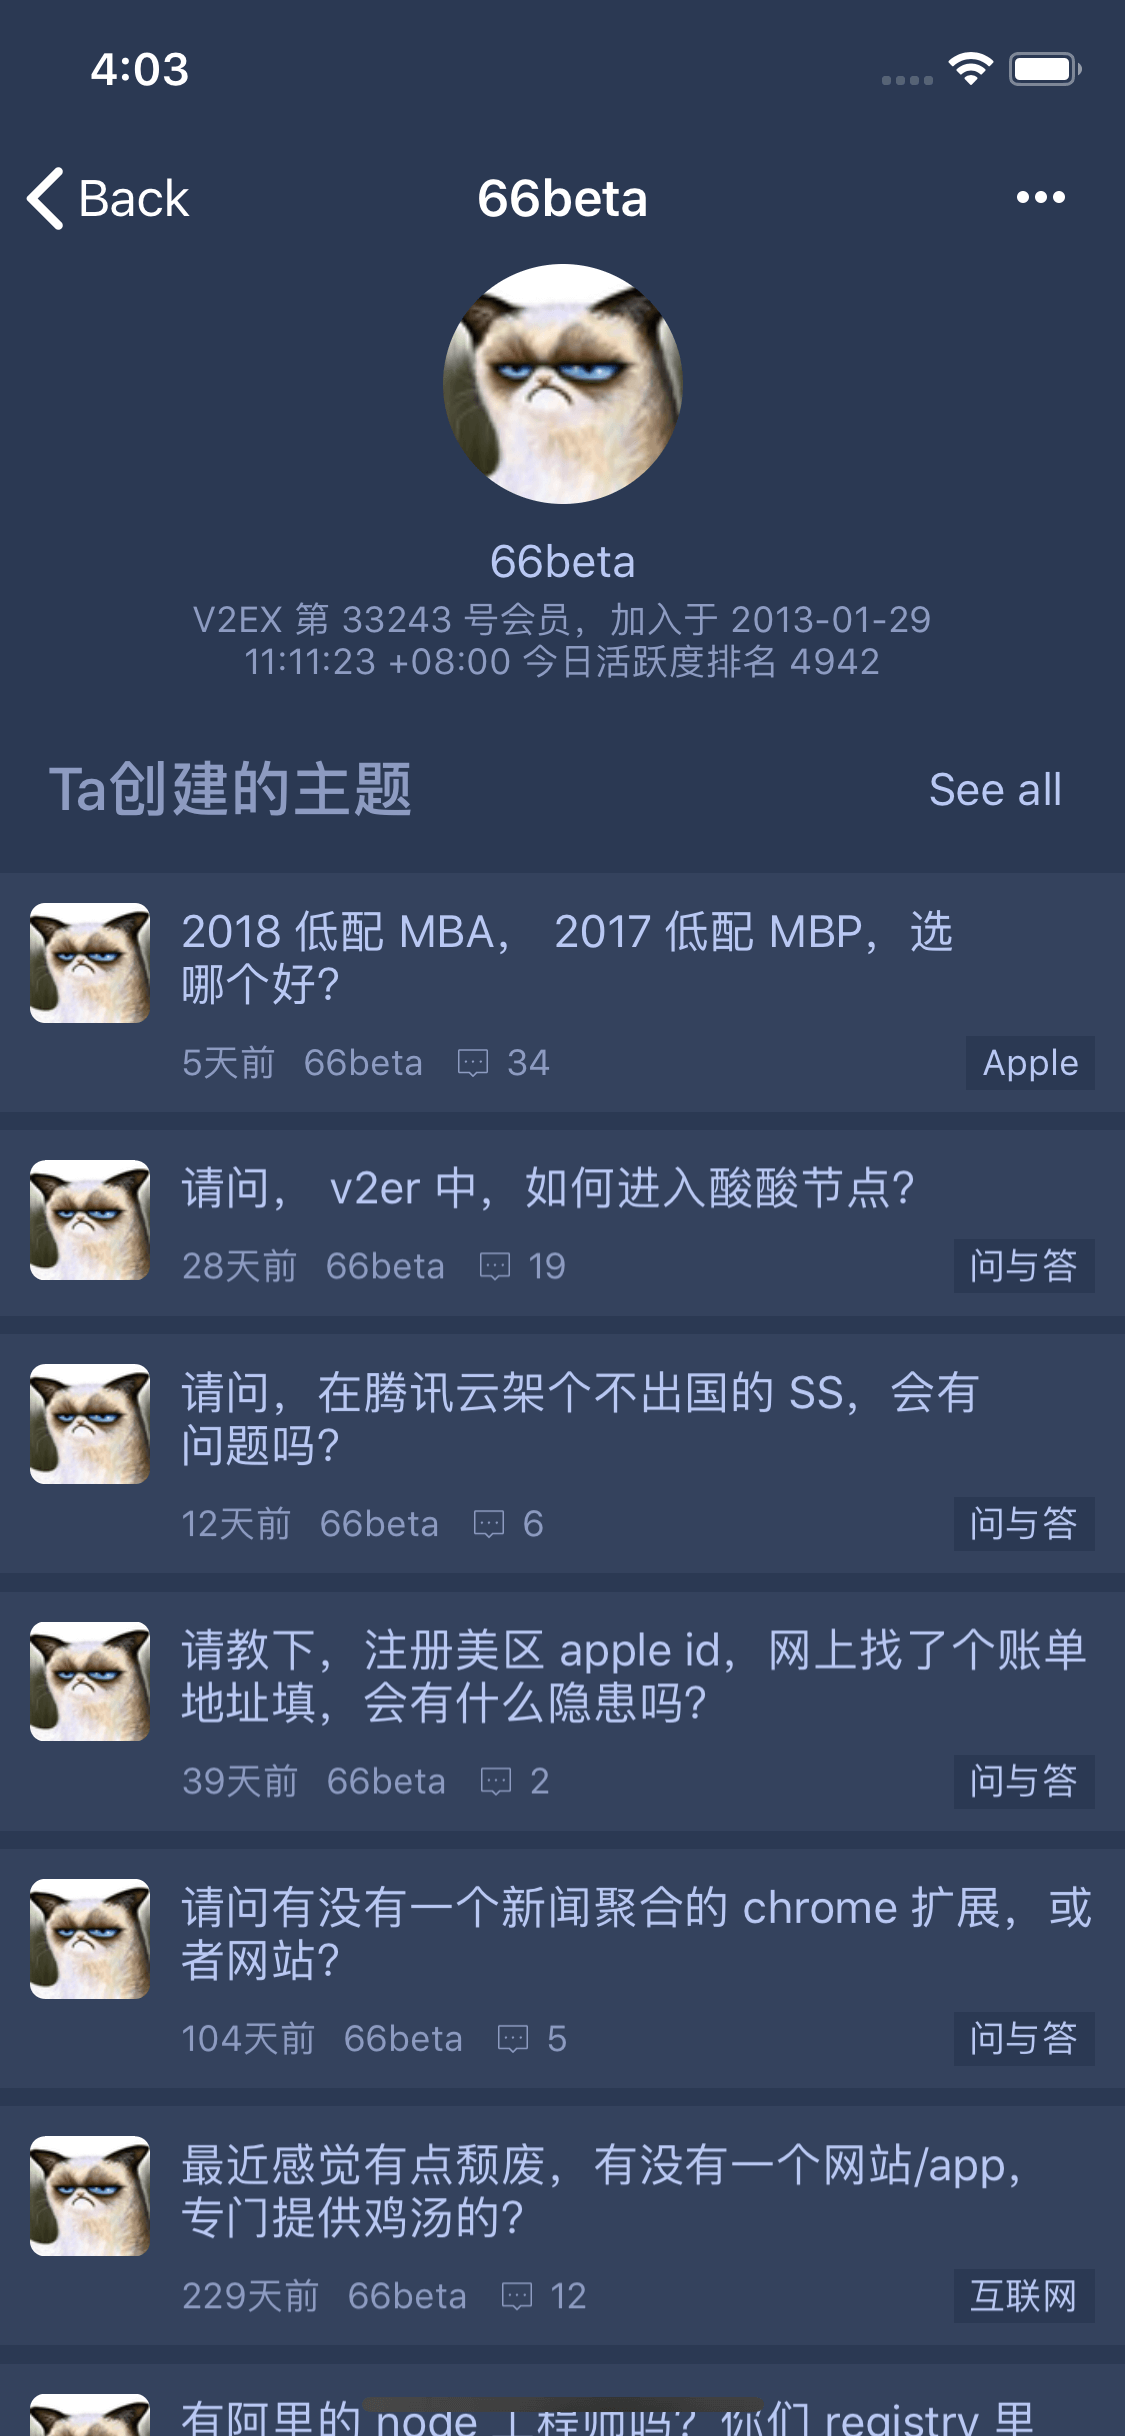 4:03
Back
66beta
66beta
V2EX 第 33243 号会员，加入于 2013-01-29
11:11:23 +08:00 今日活跃度排名 4942
Ta创建的主题
See all
2018 低配 MBA， 2017 低配 MBP，选
哪个好?
5天前 66beta 34
Apple
请问， v2er 中，如何进入酸酸节点?
28天前 66beta 19
问与答
请问，在腾讯云架个不出国的 SS，会有
问题吗?
12天前 66beta 6
问与答
请教下，注册美区 apple id，网上找了个账单
地址填，会有什么隐患吗?
39天前 66beta 2
问与答
请问有没有一个新闻聚合的 chrome 扩展，或
者网站?
104天前 66beta 5
问与答
最近感觉有点颓废，有没有一个网站/app，
专门提供鸡汤的?
229天前 66beta 12
互联网
有阿里的 node 工程师吗? 你们 registry 里